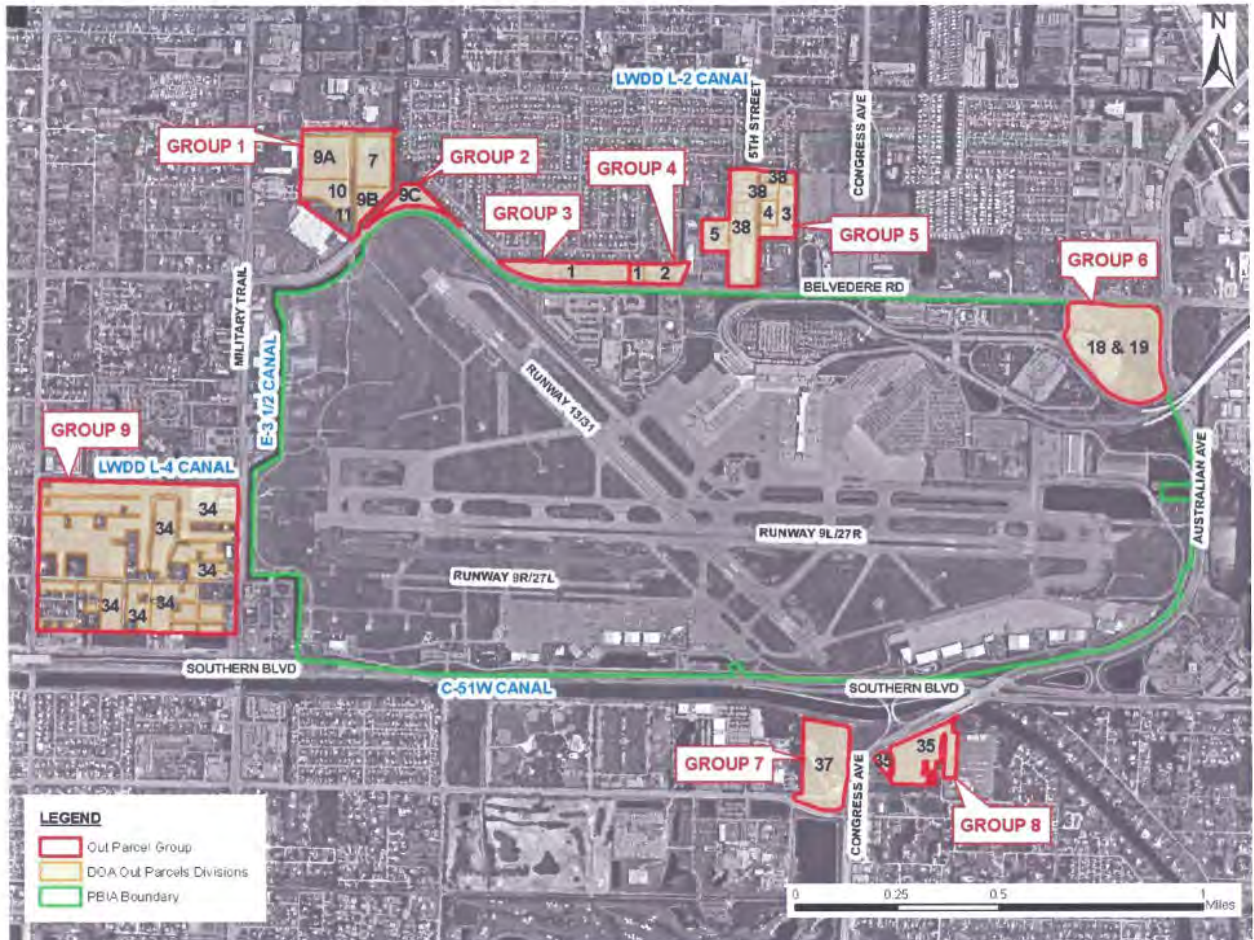 N
LWDD L-2 CANAl
5TH STREET
CONGRESS AVE
GROUP 1
9A
7
10
11
9B
GROUP 2
9C
GROUP 3
GROUP 4
1
1
2
38
38
38
4
3
5
GROUP 5
BELVEDERE RD
GROUP 6
18 & 19
MILITARY TRAIL
E-3 1/2 CANAL
RUNWAY 13/31
GROUP 9
LWDD L-4 CANAL
34
34
34
34
34
34
AUSTRALIAN AVE
RUNWAY 9L/27R
RUNWAY 9R/27L
SOUTHERN BLVD
C-51W CANAL
SOUTHERN BLVD
GROUP 7
37
CONGRESS AVE
35
35
GROUP 8
LEGEND
Out Parcel Group
DOA Out Parcels Divisions
PBIA Boundary
0 0.25 0.5 1
Miles